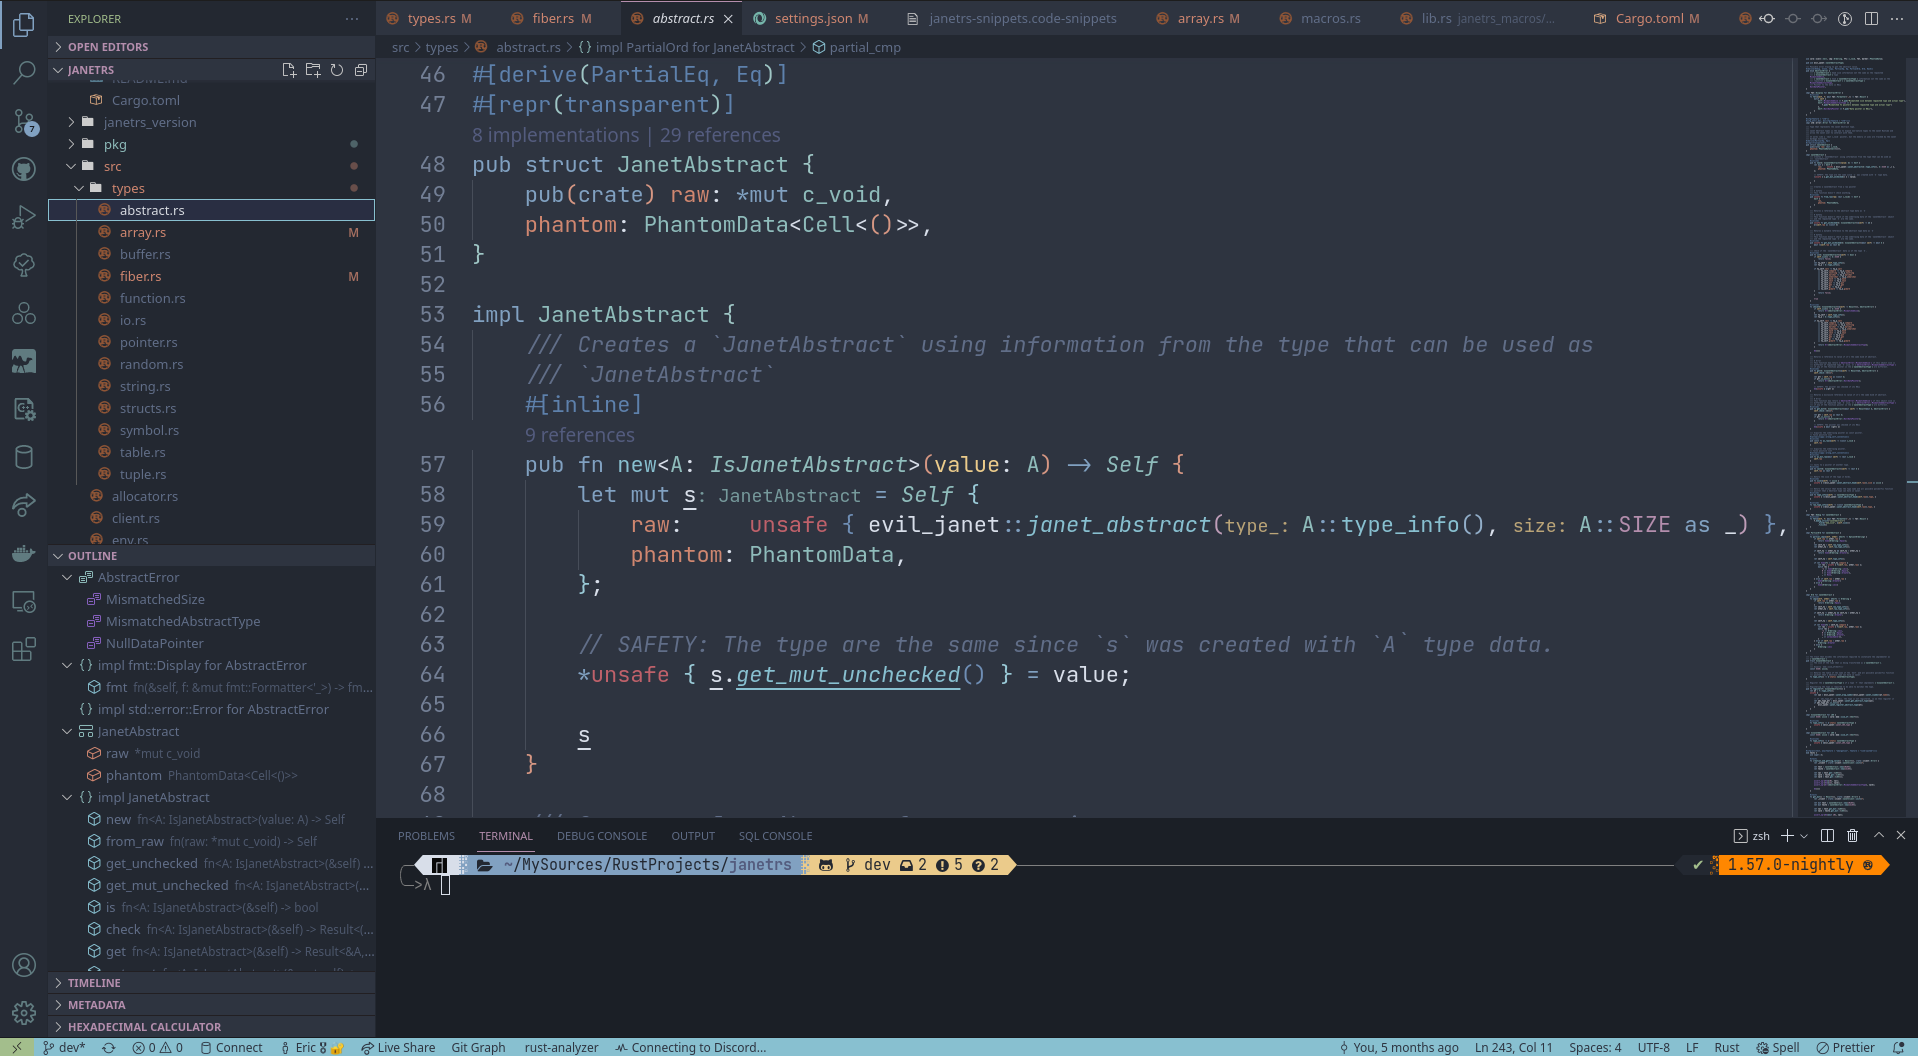 EXPLORER
OPEN EDITORS
JANETRS
README.md
Cargo.toml
janetrs_version
pkg
src
types
abstract.rs
array.rs M
buffer.rs
fiber.rs M
function.rs
io.rs
pointer.rs
random.rs
string.rs
structs.rs
symbol.rs
table.rs
tuple.rs
allocator.rs
client.rs
env.rs
OUTLINE
AbstractError
MismatchedSize
MismatchedAbstractType
NullDataPointer
{} impl fmt::Display for AbstractError
fmt fn(&self, f: &mut fmt::Formatter<'_>) -> fm...
{} impl std::error::Error for AbstractError
JanetAbstract
raw *mut c_void
phantom PhantomData<Cell<()>>
{} impl JanetAbstract
new fn<A: IsJanetAbstract>(value: A) -> Self
from_raw fn(raw: *mut c_void) -> Self
get_unchecked fn<A: IsJanetAbstract>(&self) ...
get_mut_unchecked fn<A: IsJanetAbstract>(...
is fn<A: IsJanetAbstract>(&self) -> bool
check fn<A: IsJanetAbstract>(&self) -> Result<(...
get fn<A: IsJanetAbstract>(&self) -> Result<&A,...
TIMELINE
METADATA
HEXADECIMAL CALCULATOR
7
types.rs M
fiber.rs M
abstract.rs
settings.json M
janetrs-snippets.code-snippets
array.rs M
macros.rs
lib.rs janetrs_macros/...
Cargo.toml M
src > types > abstract.rs > {} impl PartialOrd for JanetAbstract > partial_cmp
46 #[derive(PartialEq, Eq)]
47 #[repr(transparent)]
8 implementations | 29 references
48 pub struct JanetAbstract {
49 pub(crate) raw: *mut c_void,
50 phantom: PhantomData<Cell<()>>,
51 }
52
53 impl JanetAbstract {
54 /// Creates a `JanetAbstract` using information from the type that can be used as
55 /// `JanetAbstract`
56 #[inline]
9 references
57 pub fn new<A: IsJanetAbstract>(value: A) -> Self {
58 let mut s: JanetAbstract = Self {
59 raw: unsafe { evil_janet::janet_abstract(type_: A::type_info(), size: A::SIZE as _) },
60 phantom: PhantomData,
61 };
62
63 // SAFETY: The type are the same since `s` was created with `A` type data.
64 *unsafe { s.get_mut_unchecked() } = value;
65
66 s
67 }
68
PROBLEMS TERMINAL DEBUG CONSOLE OUTPUT SQL CONSOLE
zsh
~/MySources/RustProjects/janetrs dev 2 5 2
✔ 1.57.0-nightly
>λ
dev* 0 0 Connect Eric Live Share Git Graph rust-analyzer Connecting to Discord... You, 5 months ago Ln 243, Col 11 Spaces: 4 UTF-8 LF Rust Spell Prettier